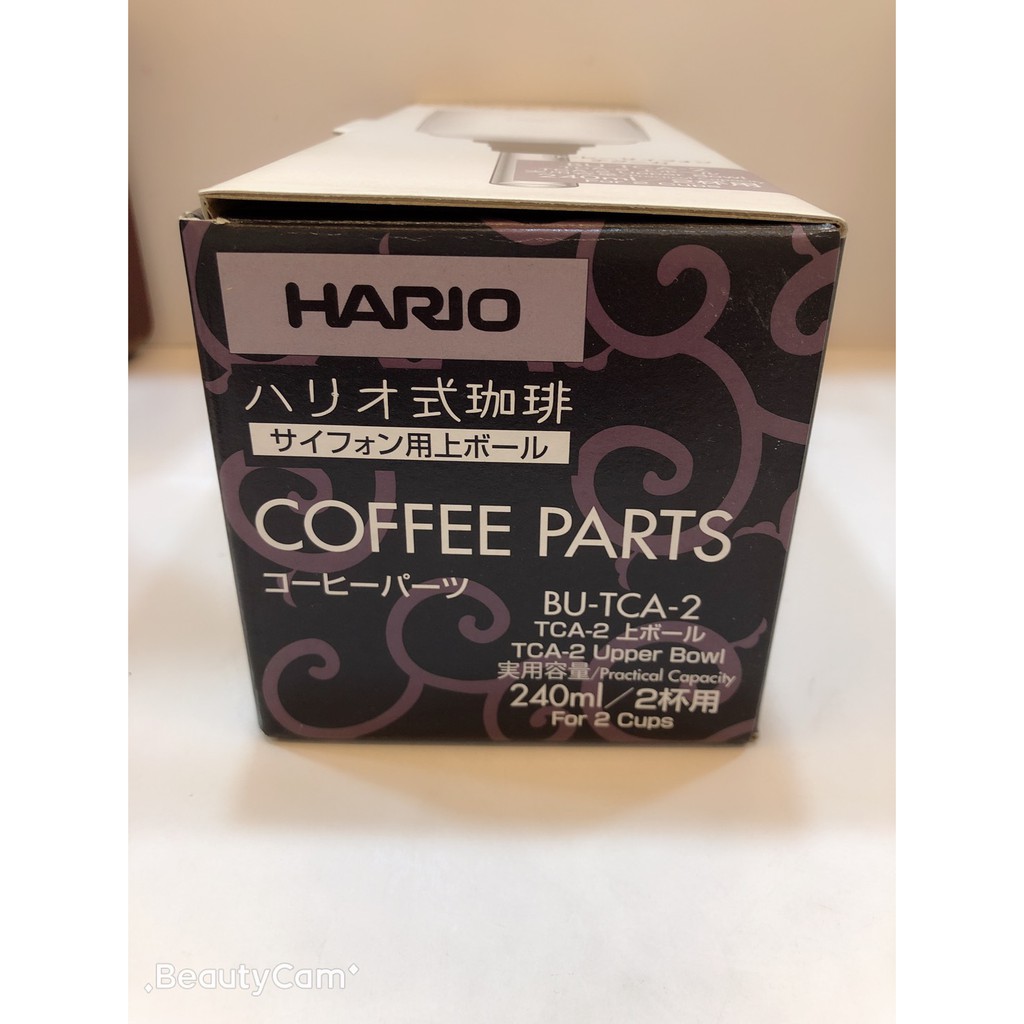 HARIO
ハリオ式珈琲
サイフォン用上ボール
COFFEE PARTS
コーヒーパーツ
BU-TCA-2
TCA-2 上ボール
TCA-2 Upper Bowl
実用容量/Practical Capacity
240ml/2杯用
For 2 Cups
BeautyCam